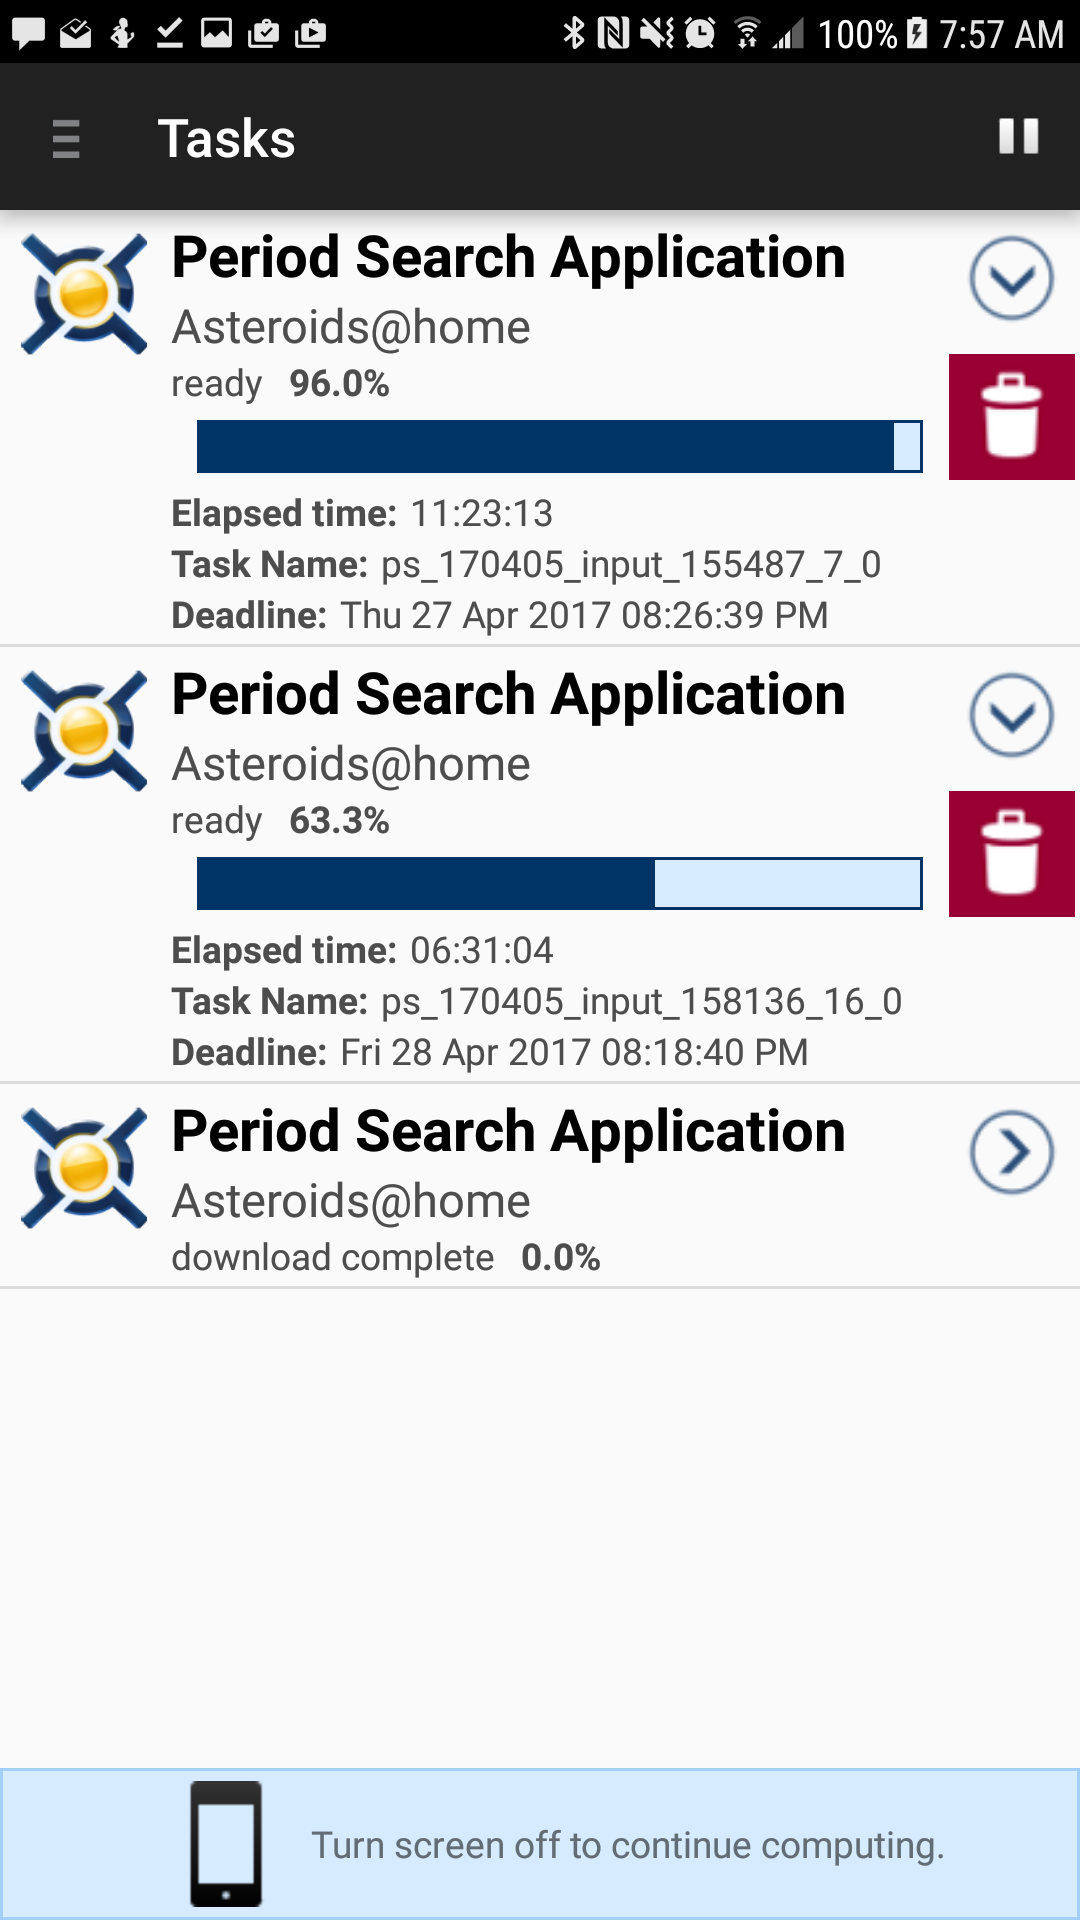 100% 7:57 AM
Tasks
Period Search Application
Asteroids@home
ready 96.0%
Elapsed time: 11:23:13
Task Name: ps_170405_input_155487_7_0
Deadline: Thu 27 Apr 2017 08:26:39 PM
Period Search Application
Asteroids@home
ready 63.3%
Elapsed time: 06:31:04
Task Name: ps_170405_input_158136_16_0
Deadline: Fri 28 Apr 2017 08:18:40 PM
Period Search Application
Asteroids@home
download complete 0.0%
Turn screen off to continue computing.